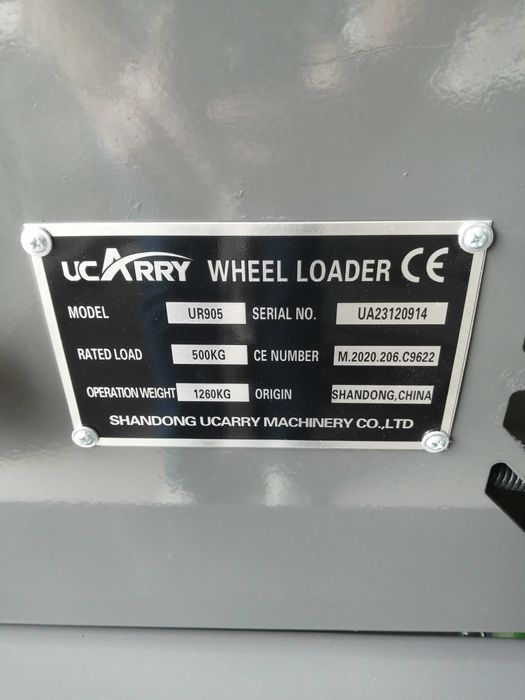 UCARRY WHEEL LOADER CE
MODEL UR905 SERIAL NO. UA23120914
RATED LOAD 500KG CE NUMBER M.2020.206.C9622
OPERATION WEIGHT 1260KG ORIGIN SHANDONG,CHINA
SHANDONG UCARRY MACHINERY CO.,LTD